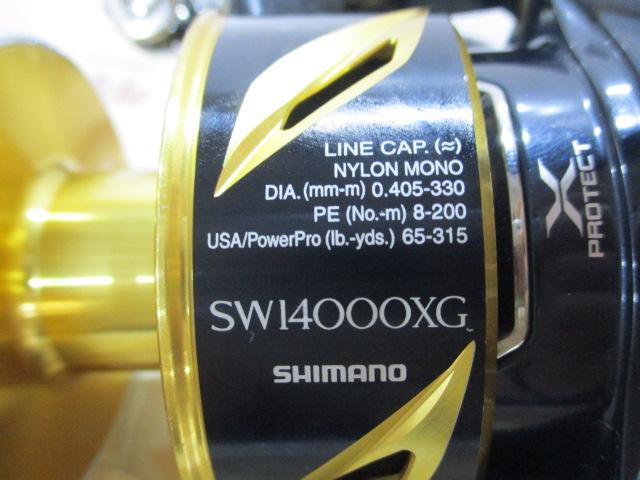 LINE CAP. (≈)
NYLON MONO
DIA. (mm-m) 0.405-330
PE (No.-m) 8-200
USA/PowerPro (lb.-yds.) 65-315
SW14000XG
SHIMANO
X
PROTECT